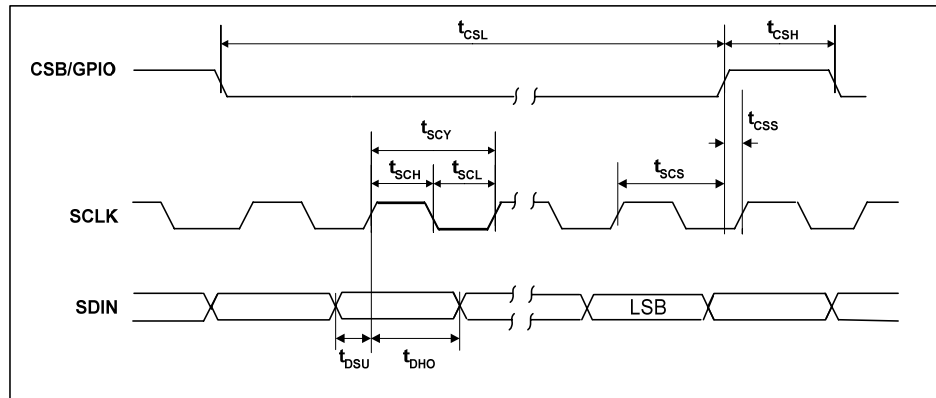 tCSL
tCSH
CSB/GPIO
tSCY
tCSS
tSCH
tSCL
tSCS
SCLK
SDIN
LSB
tDSU
tDHO